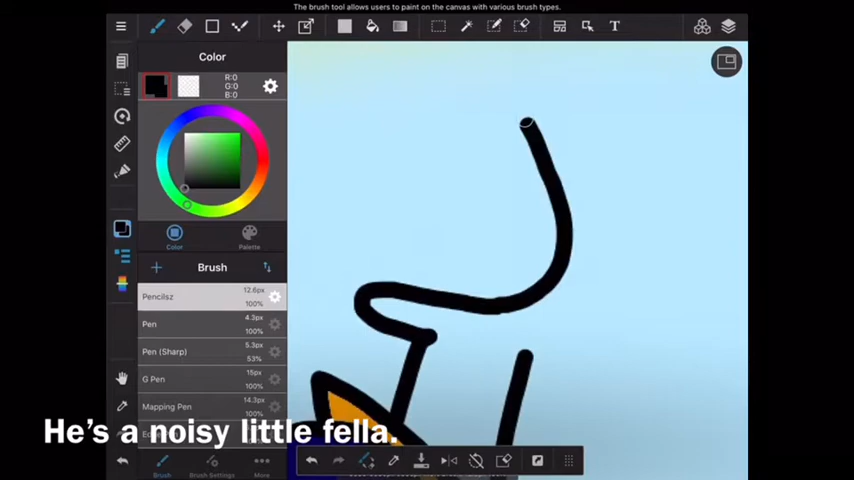 The brush tool allows users to paint on the canvas with various brush types.
T
Color
R:0
G:0
B:0
Color
Palette
Brush
Pencilsz
12.6px
100%
Pen
4.3px
100%
Pen (Sharp)
5.3px
53%
G Pen
15px
100%
Mapping Pen
14.3px
100%
He's a noisy little fella.
Brush
Brush Settings
More